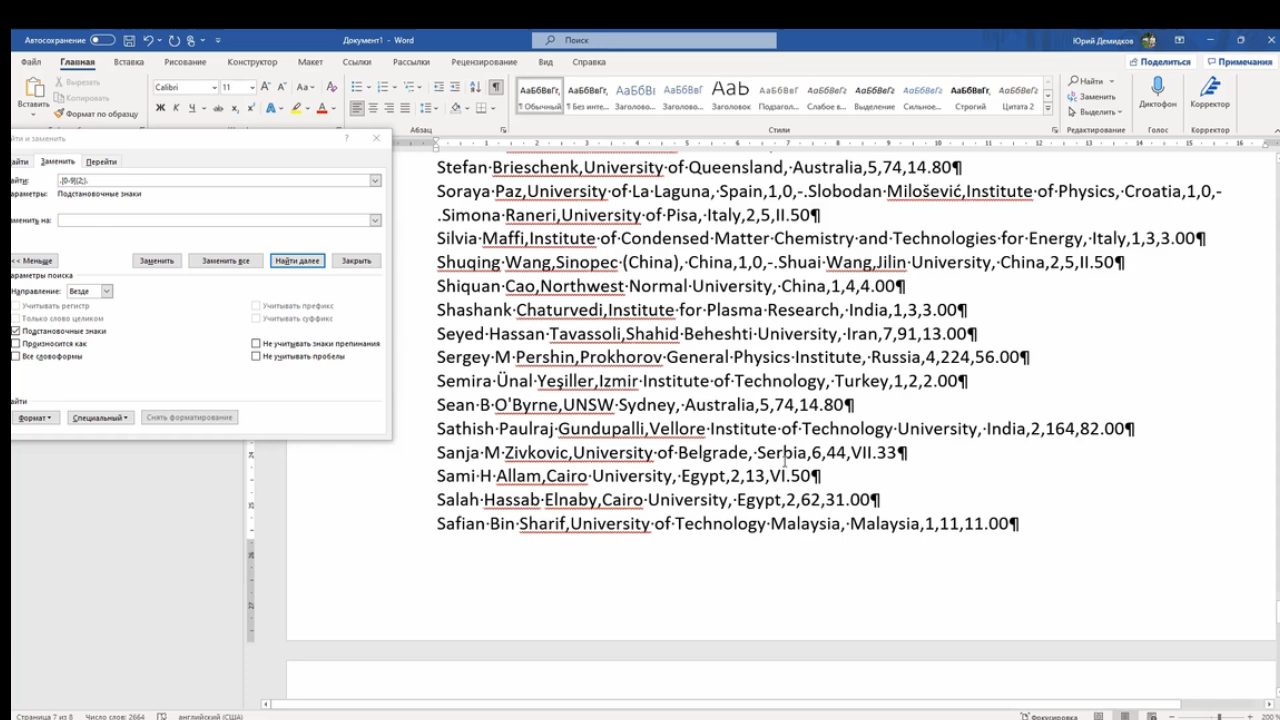 Автосохранение
Документ1 - Word
Поиск
Юрий Демидков
Файл Главная Вставка Рисование Конструктор Макет Ссылки Рассылки Рецензирование Вид Справка
Поделиться Примечания
Вставить
Вырезать
Копировать
Формат по образцу
Calibri 11
АаБбВвГг, АаБбВвГг, АаБбВı АаБбВвГ АаЬ АаБбВвГ АаБбВвГг АаБбВвГг АаБбВвГг АаБбВвГг, АаБбВвГг
¶ Обычный ¶ Без инте... Заголово... Заголово... Заголовок Подзагол... Слабое в... Выделение Сильное... Строгий Цитата 2
Найти
Заменить
Выделить
Диктофон
Корректор
Абзац Стили Редактирование Голос Корректор
йти и заменить
айти Заменить Перейти
айти:
араметры: Подстановочные знаки
менить на:
<< Меньше Заменить Заменить все Найти далее Закрыть
араметры поиска
Направление: Везде
Учитывать регистр
Только слово целиком
Подстановочные знаки
Произносится как
Все словоформы
Учитывать префикс
Учитывать суффикс
Не учитывать знаки препинания
Не учитывать пробелы
айти
Формат Специальный Снять форматирование
Stefan·Brieschenk,University·of·Queensland,·Australia,5,74,14.80¶
Soraya·Prz,University·of·La·Laguna,·Spain,1,0,-.Slobodan·Milošević,Institute·of·Physics,·Croatia,1,0,-
.Simona·Raneri,University·of·Pisa,·Italy,2,5,II.50¶
Silvia·Maffi,Institute·of·Condensed·Matter·Chemistry·and·Technologies·for·Energy,·Italy,1,3,3.00¶
Shuqing·Wang,Sinopec·(China),·China,1,0,-.Shuai·Wang,Jilin·University,·China,2,5,II.50¶
Shiquan·Cao,Northwest·Normal·University,·China,1,4,4.00¶
Shashank·Chaturvedi,Institute·for·Plasma·Research,·India,1,3,3.00¶
Seyed·Hassan·Tavassoli,Shahid·Beheshti·University,·Iran,7,91,13.00¶
Sergey·M·Pershin,Prokhorov·General·Physics·Institute,·Russia,4,224,56.00¶
Semira·Ünal·Yeşiller,Izmir·Institute·of·Technology,·Turkey,1,2,2.00¶
Sean·B·O'Byrne,UNSW·Sydney,·Australia,5,74,14.80¶
Sathish·Paulraj·Gundupalli,Vellore·Institute·of·Technology·University,·India,2,164,82.00¶
Sanja·M·Zivkovic,University·of·Belgrade,·Serbia,6,44,VII.33¶
Sami·H·Allam,Cairo·University,·Egypt,2,13,VI.50¶
Salah·Hassab·Elnaby,Cairo·University,·Egypt,2,62,31.00¶
Safian·Bin·Sharif,University·of·Technology·Malaysia,·Malaysia,1,11,11.00¶
Страница 7 из 8 Число слов: 2664 английский (США) Фокусировка